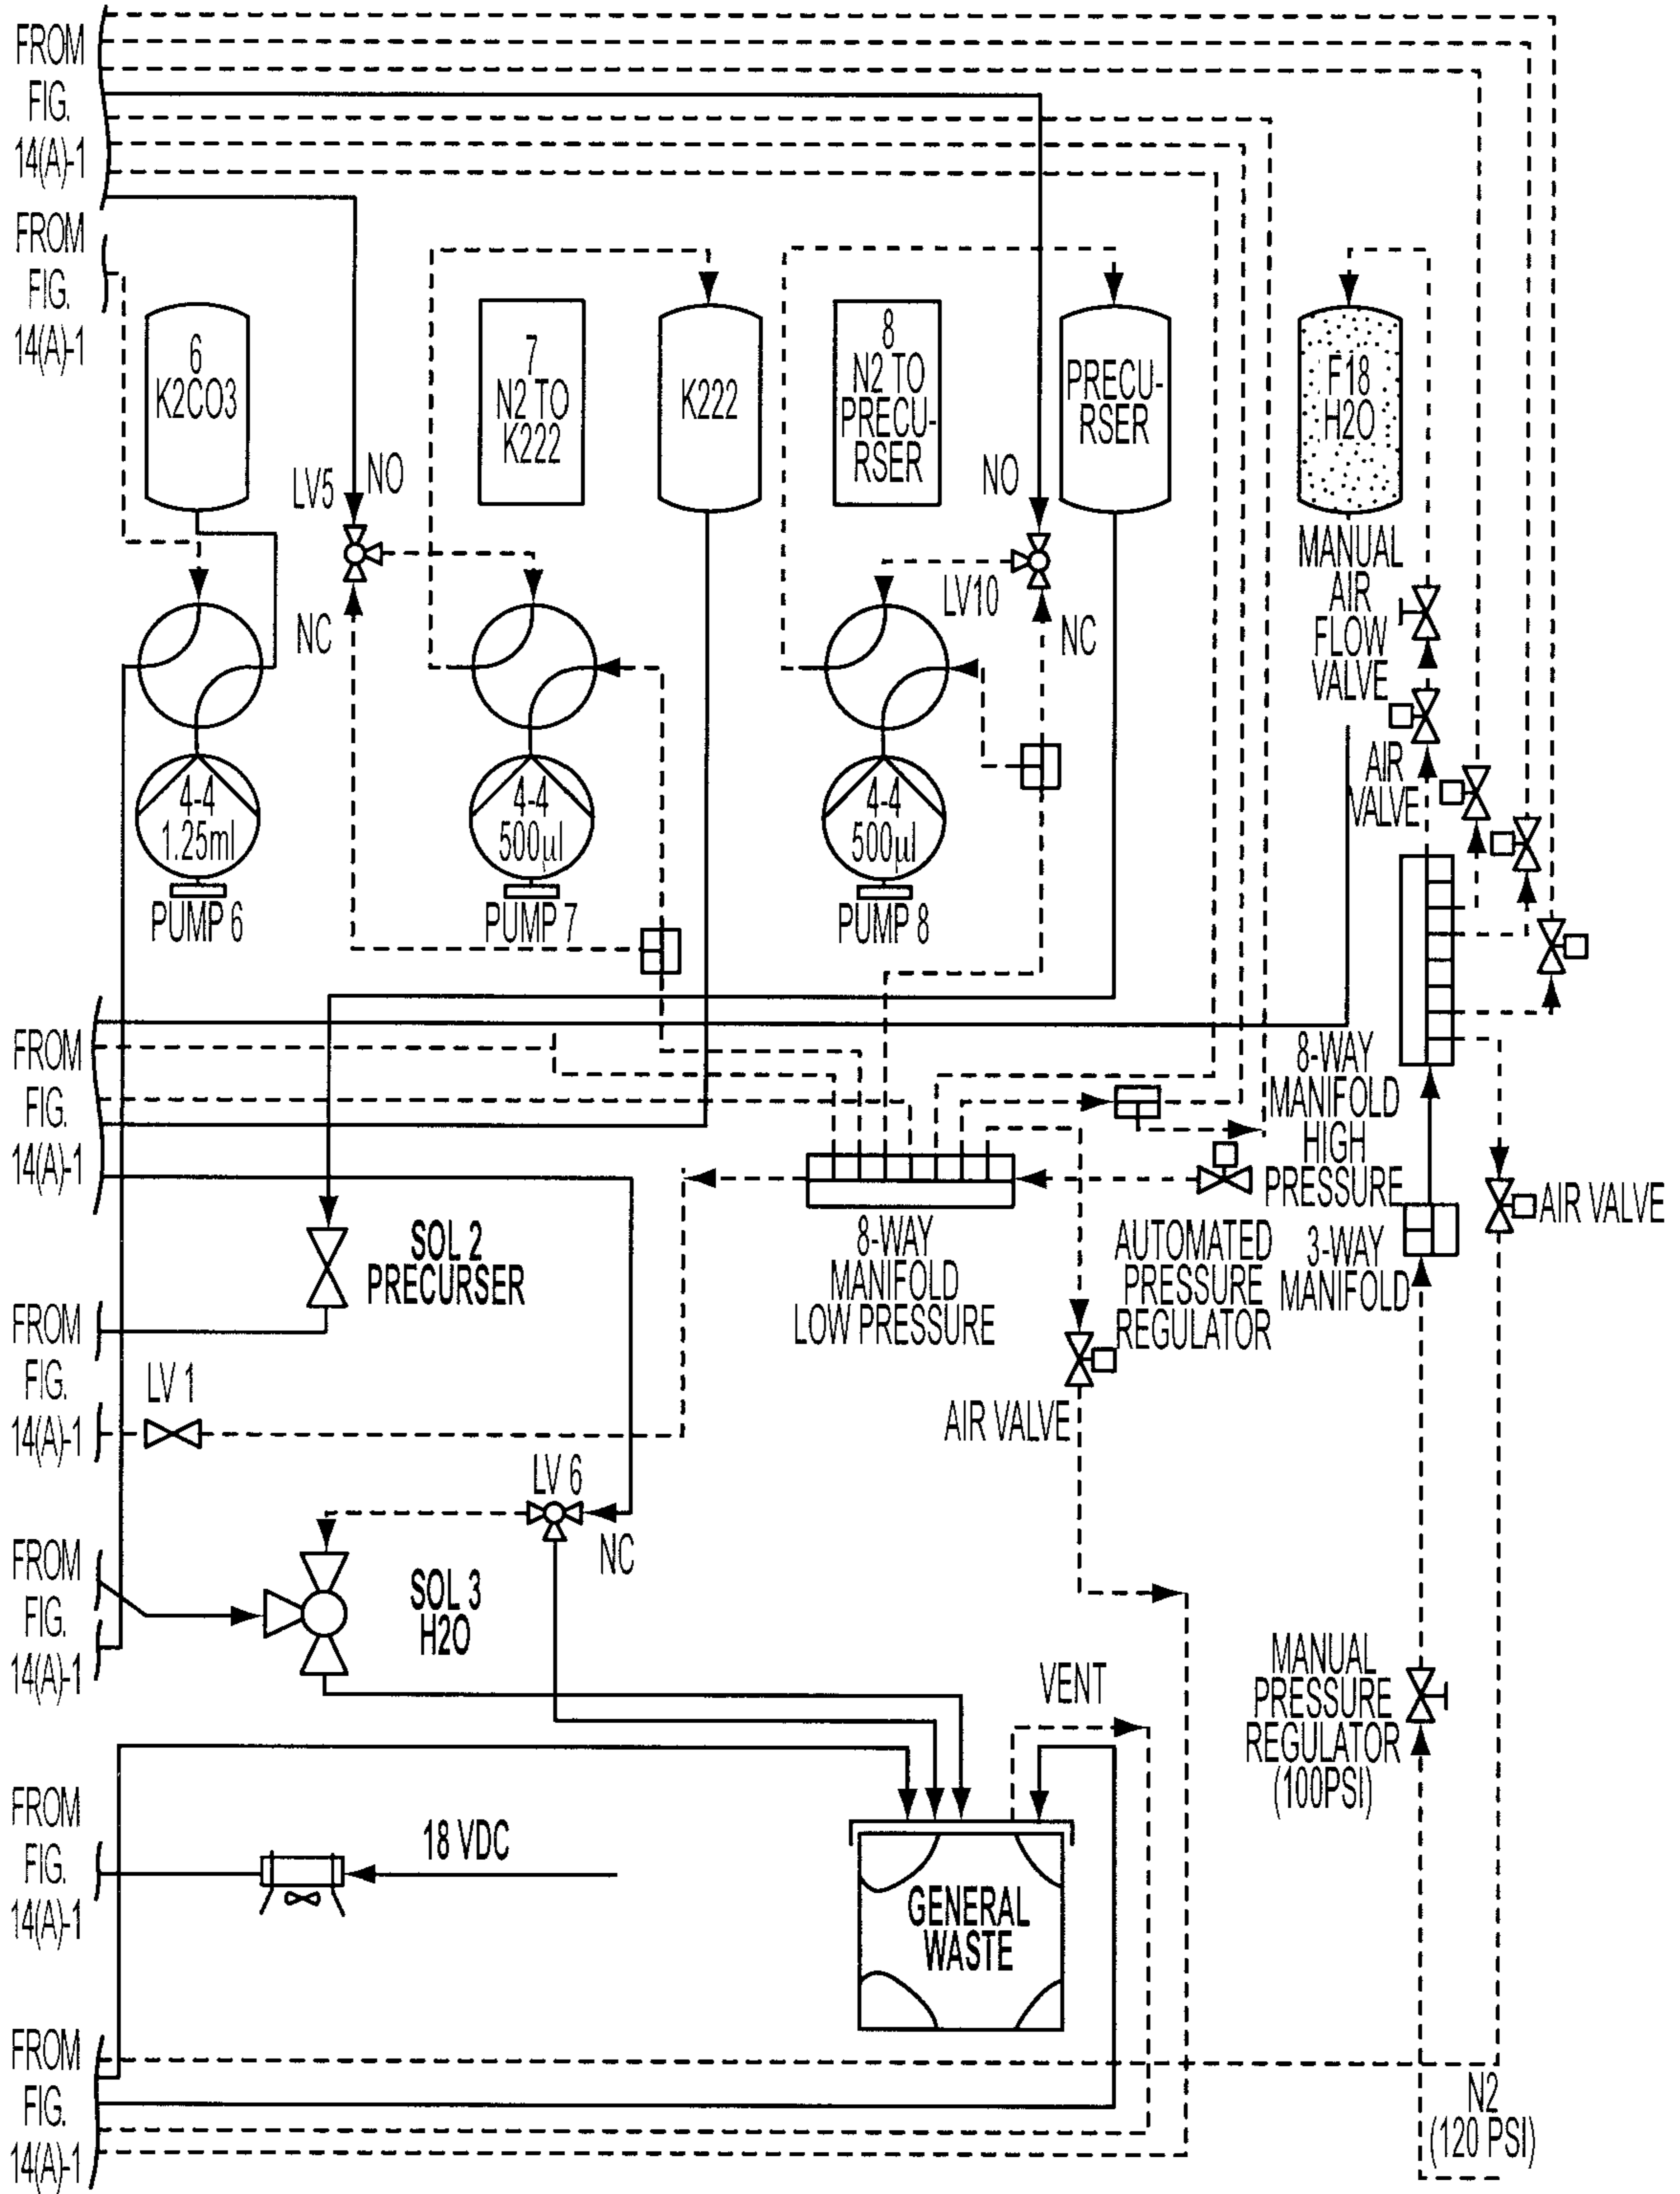 FROM
FIG.
14(A)-1
FROM
FIG.
14(A)-1
6
K2CO3
LV5
NO
NC
7
N2 TO
K222
K222
8
N2 TO
PRECU-
RSER
NO
LV10
NC
PRECU-
RSER
F18
H2O
MANUAL
AIR
FLOW
VALVE
AIR
VALVE
4-4
1.25ml
PUMP 6
4-4
500µl
PUMP 7
4-4
500µl
PUMP 8
FROM
FIG.
14(A)-1
8-WAY
MANIFOLD
HIGH
PRESSURE
3-WAY
MANIFOLD
AIR VALVE
SOL 2
PRECURSER
8-WAY
MANIFOLD
LOW PRESSURE
AUTOMATED
PRESSURE
REGULATOR
AIR VALVE
FROM
FIG.
14(A)-1
LV 1
LV 6
NC
FROM
FIG.
14(A)-1
SOL 3
H2O
VENT
MANUAL
PRESSURE
REGULATOR
(100PSI)
FROM
FIG.
14(A)-1
18 VDC
GENERAL
WASTE
FROM
FIG.
14(A)-1
N2
(120 PSI)